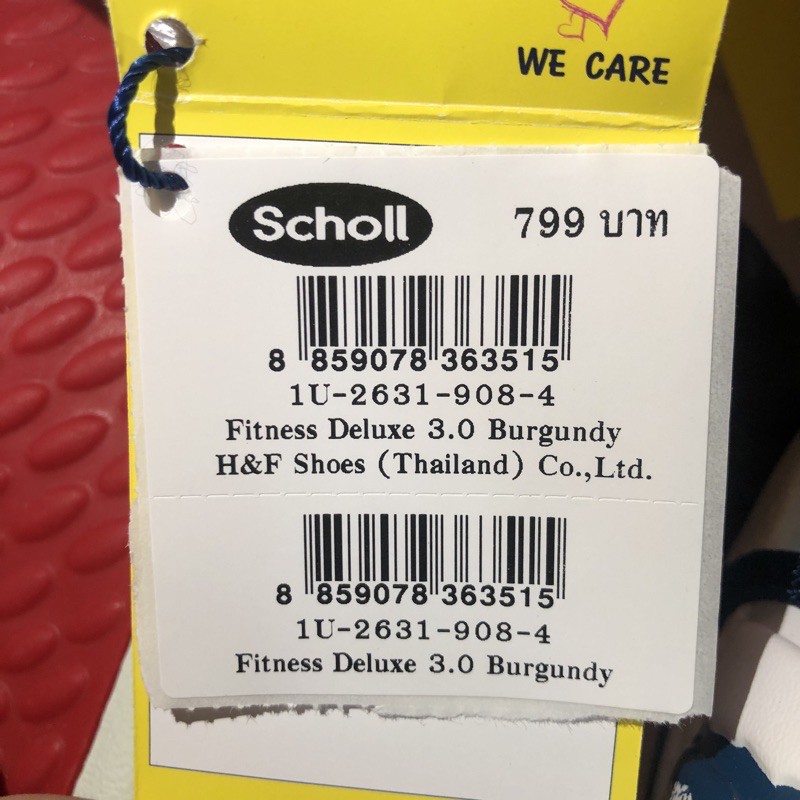 WE CARE
Scholl 799 บาท
8 859078 363515
1U-2631-908-4
Fitness Deluxe 3.0 Burgundy
H&F Shoes (Thailand) Co.,Ltd.
8 859078 363515
1U-2631-908-4
Fitness Deluxe 3.0 Burgundy